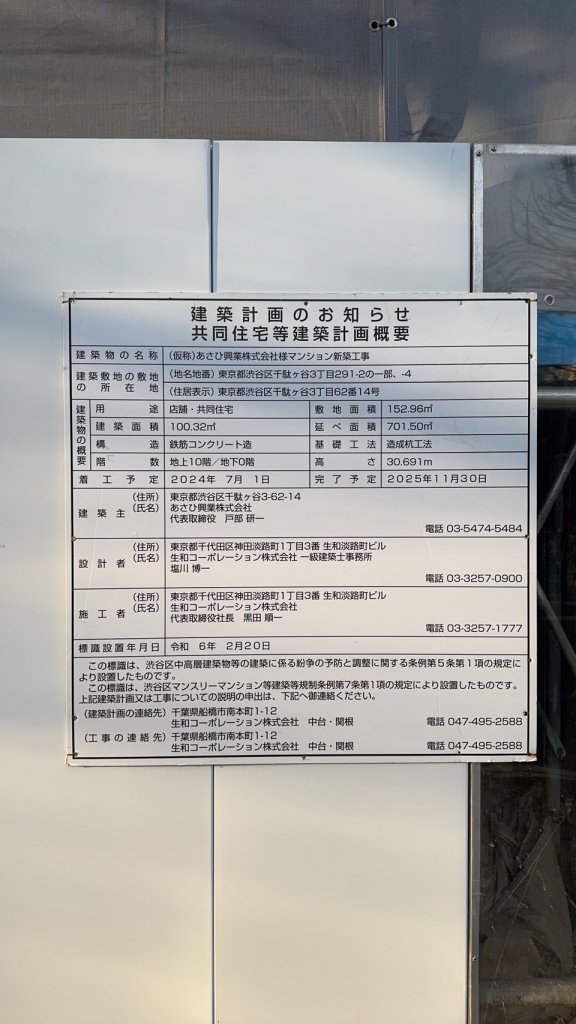 建築計画のお知らせ
共同住宅等建築計画概要
建築物の名称 (仮称)あさひ興業株式会社様マンション新築工事
建築敷地の敷地の所在地 (地名地番) 東京都渋谷区千駄ヶ谷3丁目291-2の一部、-4
(住居表示) 東京都渋谷区千駄ヶ谷3丁目62番14号
建築物の概要 用途 店舗・共同住宅 敷地面積 152.96㎡
建築面積 100.32㎡ 延べ面積 701.50㎡
構造 鉄筋コンクリート造 基礎工法 造成杭工法
階数 地上10階/地下0階 高さ 30.691m
着工予定 2024年 7月 1日 完了予定 2025年11月30日
建築主 (住所) 東京都渋谷区千駄ヶ谷3-62-14
(氏名) あさひ興業株式会社
代表取締役 戸部 研一
電話 03-5474-5484
設計者 (住所) 東京都千代田区神田淡路町1丁目3番 生和淡路町ビル
(氏名) 生和コーポレーション株式会社 一級建築士事務所
塩川 博一
電話 03-3257-0900
施工者 (住所) 東京都千代田区神田淡路町1丁目3番 生和淡路町ビル
(氏名) 生和コーポレーション株式会社
代表取締役社長 黒田 順一
電話 03-3257-1777
標識設置年月日 令和 6年 2月20日
この標識は、渋谷区中高層建築物等の建築に係る紛争の予防と調整に関する条例第5条第1項の規定に
より設置したものです。
この標識は、渋谷区マンスリーマンション等建築等規制条例第7条第1項の規定により設置したものです。
上記建築計画又は工事についての説明の申出は、下記へ御連絡ください。
(建築計画の連絡先) 千葉県船橋市南本町1-12
生和コーポレーション株式会社 中台・関根 電話 047-495-2588
(工事の連絡先) 千葉県船橋市南本町1-12
生和コーポレーション株式会社 中台・関根 電話 047-495-2588